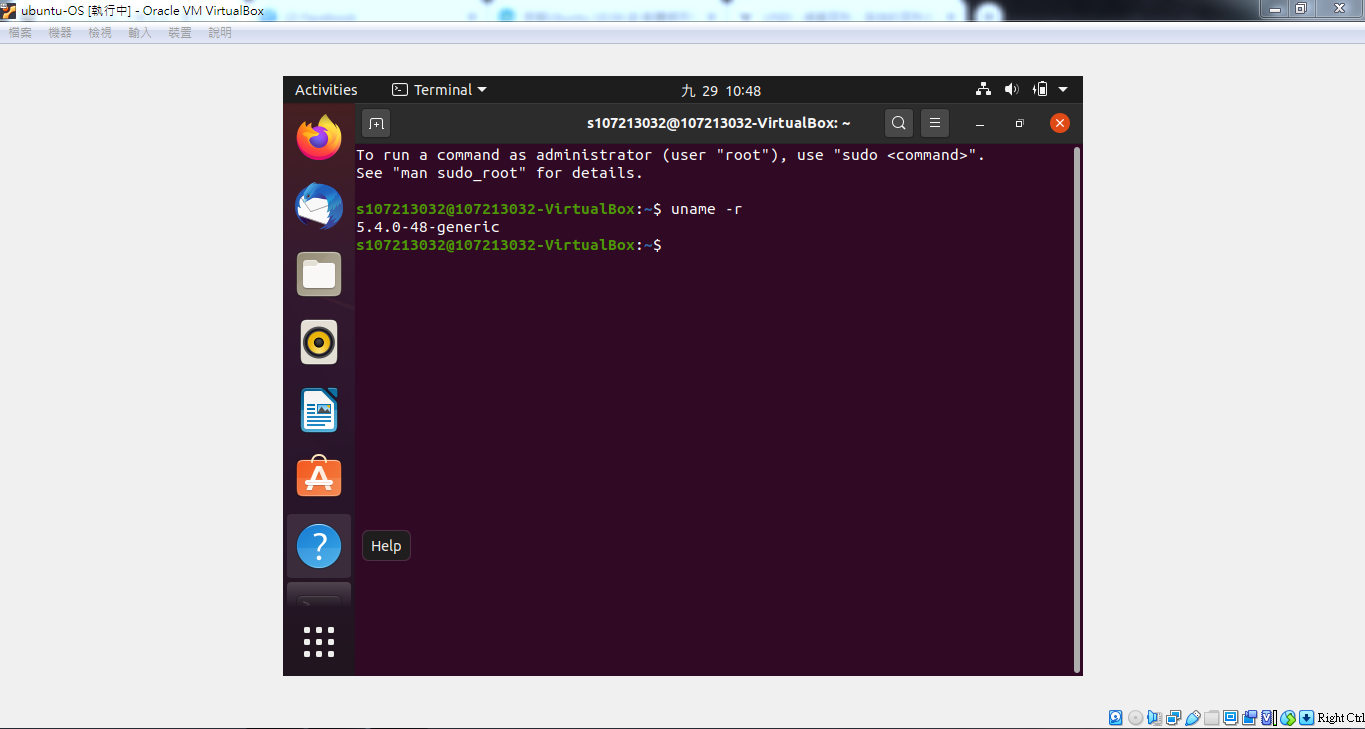 ubuntu-OS [執行中] - Oracle VM VirtualBox
檔案 機器 檢視 輸入 裝置 說明
Activities Terminal 九 29 10:48
s107213032@107213032-VirtualBox: ~
To run a command as administrator (user "root"), use "sudo <command>".
See "man sudo_root" for details.
s107213032@107213032-VirtualBox:~$ uname -r
5.4.0-48-generic
s107213032@107213032-VirtualBox:~$
Help
Right Ctrl